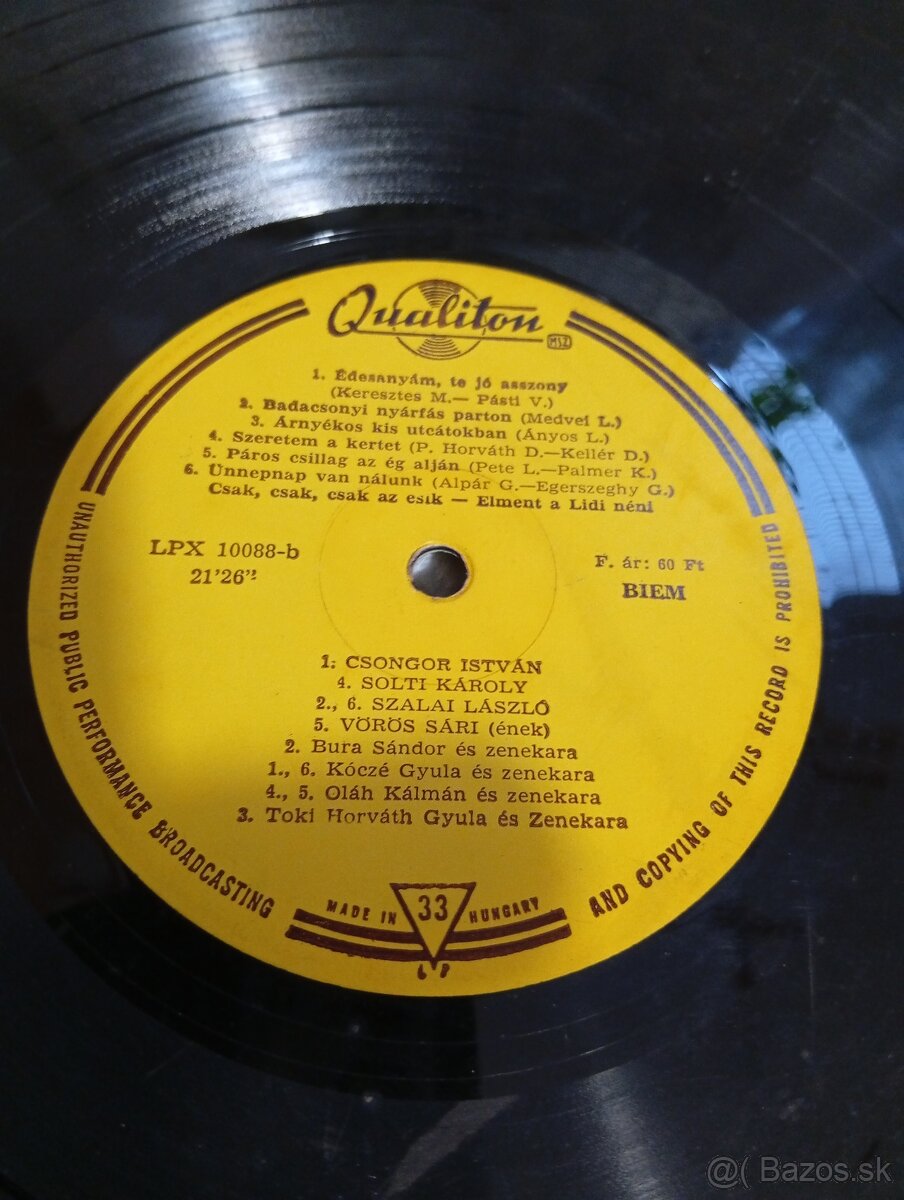 Qualiton
MSZ
1. Édesanyám, te jó asszony
(Keresztes M.— Pásti V.)
2. Badacsonyi nyárfás parton (Medvei L.)
3. Árnyékos kis utcátokban (Ányos L.)
4. Szeretem a kertet (P. Horváth D.—Kellér D.)
5. Páros csillag az ég alján (Pete L.—Palmer K.)
6. Ünnepnap van nálunk (Alpár G.—Egerszeghy G.)
Csak, csak, csak az esik — Elment a Lidi néni
LPX 10088-b
21'26"
F. ár: 60 Ft
BIEM
1. CSONGOR ISTVÁN
4. SOLTI KÁROLY
2., 6. SZALAI LÁSZLÓ
5. VÖRÖS SÁRI (ének)
2. Bura Sándor és zenekara
1., 6. Kóczé Gyula és zenekara
4., 5. Oláh Kálmán és zenekara
3. Toki Horváth Gyula és Zenekara
MADE IN 33 HUNGARY
LP
UNAUTHORIZED PUBLIC PERFORMANCE BROADCASTING
AND COPYING OF THIS RECORD IS PROHIBITED
@( Bazos.sk